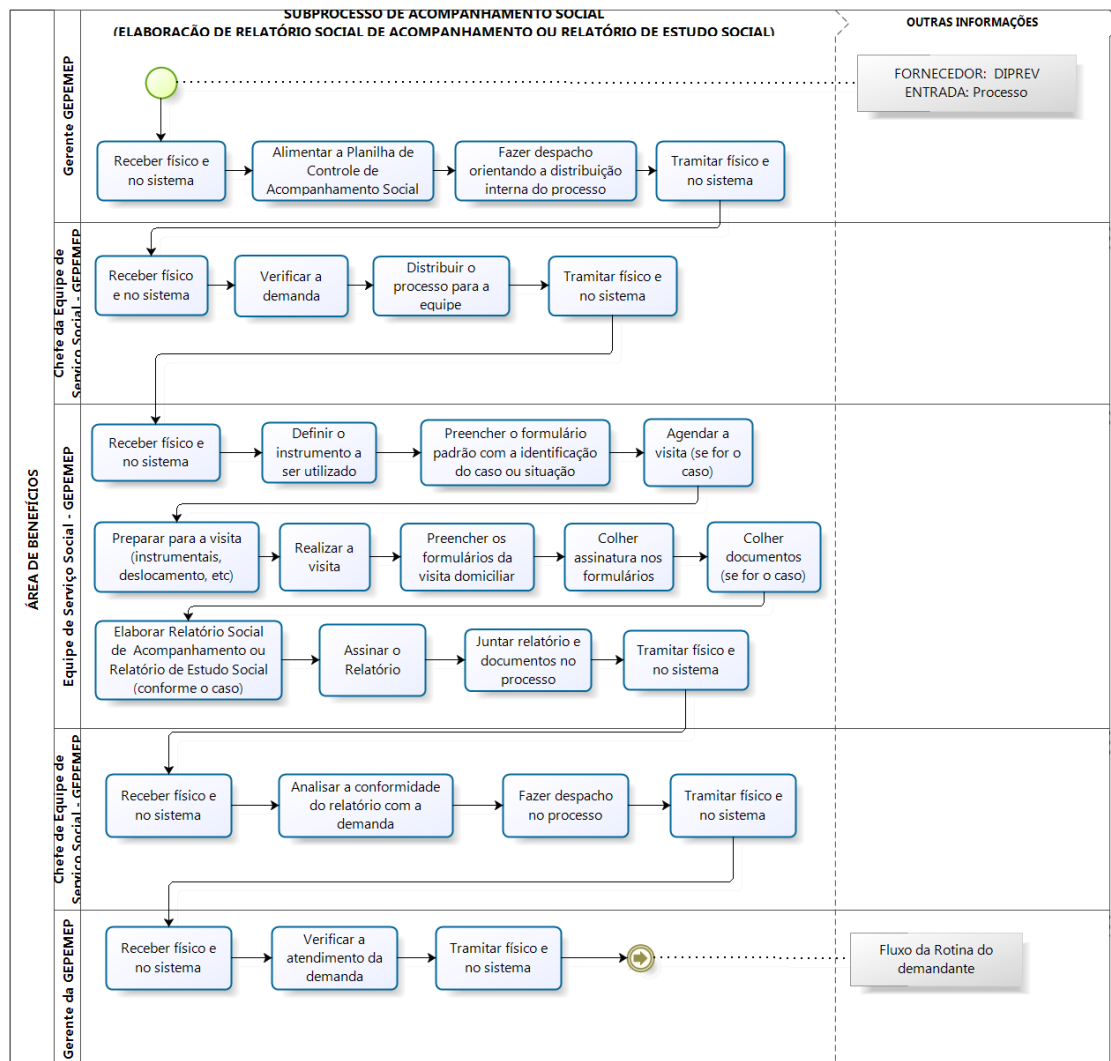 SUBPROCESSO DE ACOMPANHAMENTO SOCIAL
(ELABORAÇÃO DE RELATÓRIO SOCIAL DE ACOMPANHAMENTO OU RELATÓRIO DE ESTUDO SOCIAL)
OUTRAS INFORMAÇÕES
ÁREA DE BENEFÍCIOS
Gerente GEPEMEP
FORNECEDOR: DIPREV
ENTRADA: Processo
Receber físico e
no sistema
Alimentar a Planilha de
Controle de
Acompanhamento Social
Fazer despacho
orientando a distribuição
interna do processo
Tramitar físico e
no sistema
Chefe da Equipe de
Serviço Social - GEPEMEP
Receber físico
e no sistema
Verificar a
demanda
Distribuir o
processo para a
equipe
Tramitar físico e
no sistema
Equipe de Serviço Social - GEPEMEP
Receber físico e
no sistema
Definir o
instrumento a
ser utilizado
Preencher o formulário
padrão com a identificação
do caso ou situação
Agendar a
visita (se for o
caso)
Preparar para a visita
(instrumentais,
deslocamento, etc)
Realizar a
visita
Preencher os
formulários da
visita domiciliar
Colher
assinatura nos
formulários
Colher
documentos
(se for o caso)
Elaborar Relatório Social
de Acompanhamento ou
Relatório de Estudo Social
(conforme o caso)
Assinar o
Relatório
Juntar relatório e
documentos no
processo
Tramitar físico e
no sistema
Chefe de Equipe de
Serviço Social - GEPEMEP
Receber físico e
no sistema
Analisar a conformidade
do relatório com a
demanda
Fazer despacho
no processo
Tramitar físico e
no sistema
Gerente da GEPEMEP
Receber físico e
no sistema
Verificar a
atendimento da
demanda
Tramitar físico e
no sistema
Fluxo da Rotina do
demandante